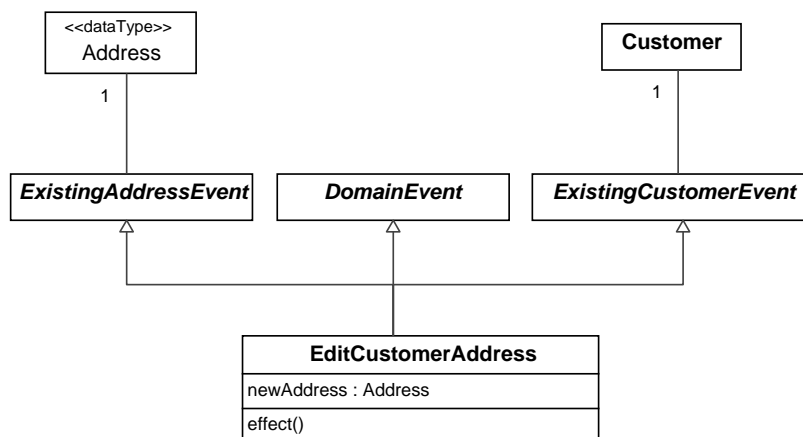 <<dataType>>
Address
Customer
1
1
ExistingAddressEvent
DomainEvent
ExistingCustomerEvent
EditCustomerAddress
newAddress : Address
effect()